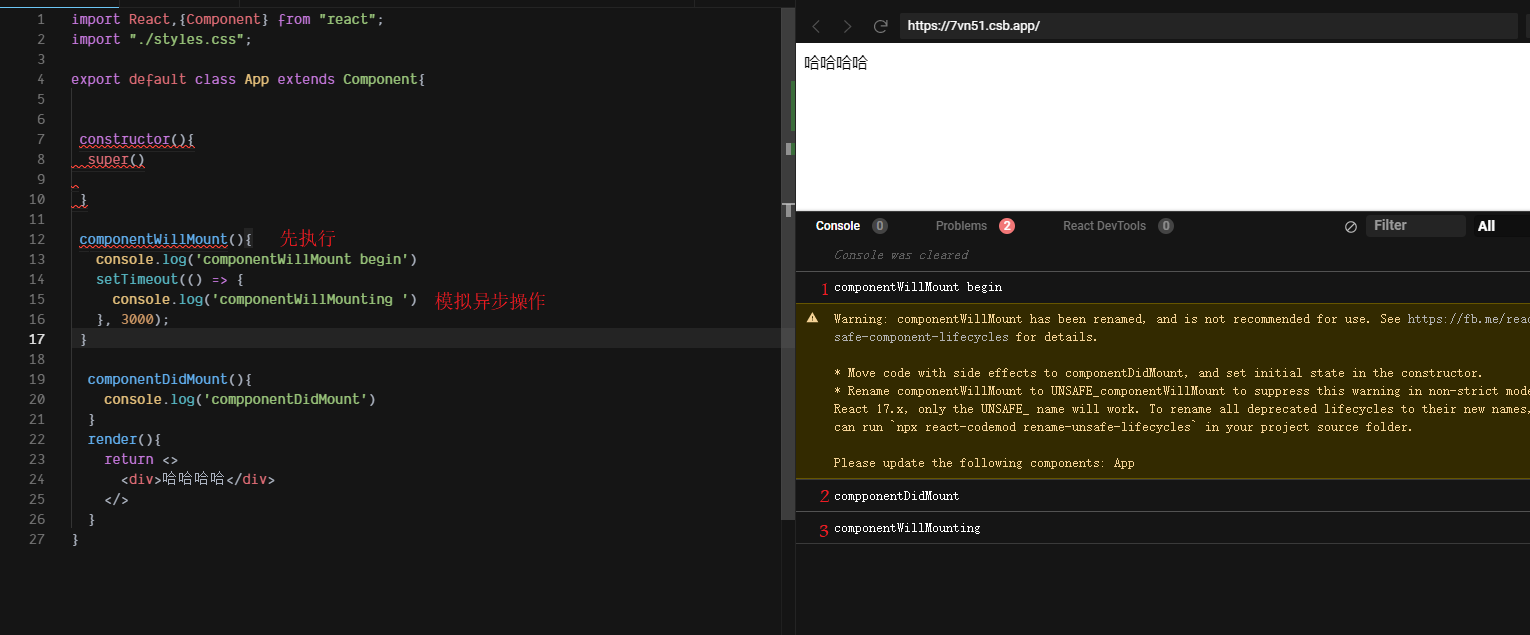 1 import React,{Component} from "react";
2 import "./styles.css";
3
4 export default class App extends Component{
5
6
7 constructor(){
8 super()
9
10 }
11
12 componentWillMount(){ 先执行
13 console.log('componentWillMount begin')
14 setTimeout(() => {
15 console.log('componentWillMounting ') 模拟异步操作
16 }, 3000);
17 }
18
19 componentDidMount(){
20 console.log('compponentDidMount')
21 }
22 render(){
23 return <>
24 <div>哈哈哈哈</div>
25 </>
26 }
27 }
https://7vn51.csb.app/
哈哈哈哈
Console 0 Problems 2 React DevTools 0 Filter All
Console was cleared
1 componentWillMount begin
Warning: componentWillMount has been renamed, and is not recommended for use. See https://fb.me/reac
safe-component-lifecycles for details.
* Move code with side effects to componentDidMount, and set initial state in the constructor.
* Rename componentWillMount to UNSAFE_componentWillMount to suppress this warning in non-strict mode
React 17.x, only the UNSAFE_ name will work. To rename all deprecated lifecycles to their new names,
can run `npx react-codemod rename-unsafe-lifecycles` in your project source folder.
Please update the following components: App
2 compponentDidMount
3 componentWillMounting